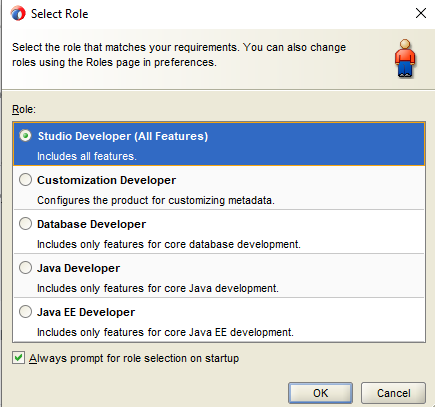 Select Role
Select the role that matches your requirements. You can also change
roles using the Roles page in preferences.
Role:
Studio Developer (All Features)
Includes all features.
Customization Developer
Configures the product for customizing metadata.
Database Developer
Includes only features for core database development.
Java Developer
Includes only features for core Java development.
Java EE Developer
Includes only features for core Java EE development.
Always prompt for role selection on startup
OK
Cancel